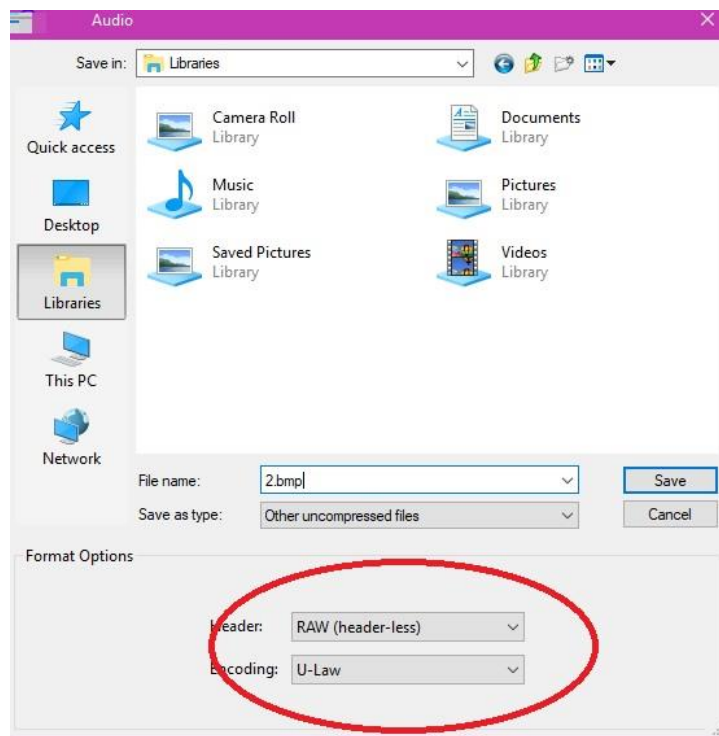 Audio
Save in: Libraries
Quick access
Desktop
Libraries
This PC
Network
Camera Roll
Library
Documents
Library
Music
Library
Pictures
Library
Saved Pictures
Library
Videos
Library
File name: 2.bmp
Save
Save as type: Other uncompressed files
Cancel
Format Options
Header: RAW (header-less)
Encoding: U-Law